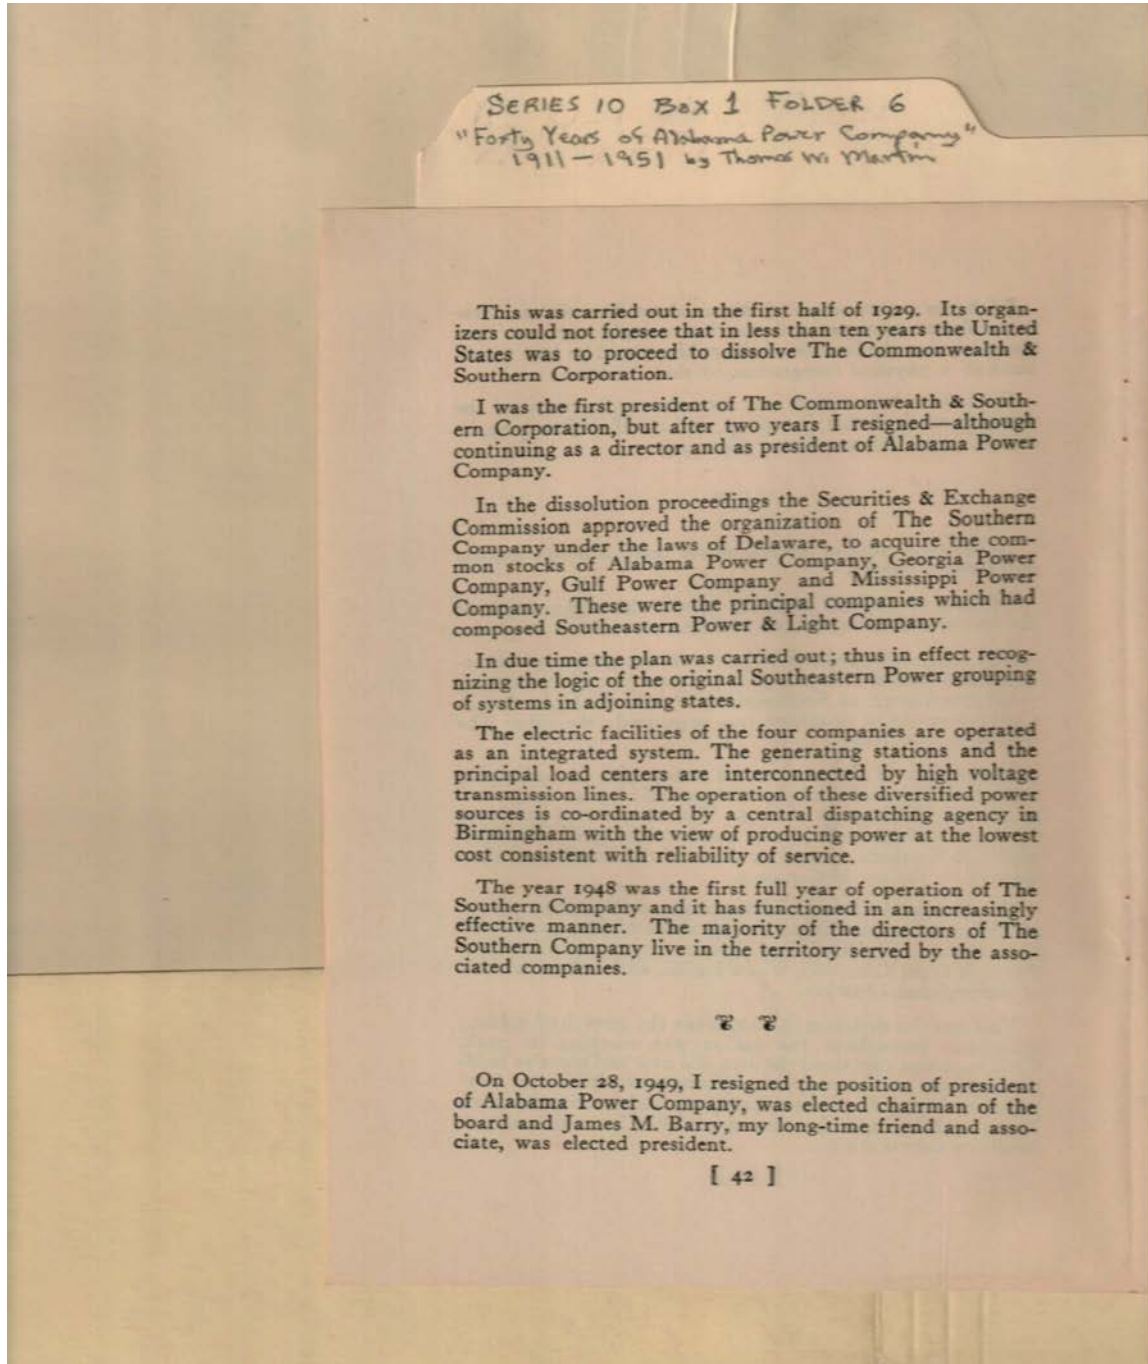 SERIES 10 BOX 1 FOLDER 6
"Forty Years of Alabama Power Company"
1911-1951 by Thomas W. Martin
This was carried out in the first half of 1929. Its organ-
izers could not foresee that in less than ten years the United
States was to proceed to dissolve The Commonwealth &
Southern Corporation.
I was the first president of The Commonwealth & South-
ern Corporation, but after two years I resigned—although
continuing as a director and as president of Alabama Power
Company.
In the dissolution proceedings the Securities & Exchange
Commission approved the organization of The Southern
Company under the laws of Delaware, to acquire the com-
mon stocks of Alabama Power Company, Georgia Power
Company, Gulf Power Company and Mississippi Power
Company. These were the principal companies which had
composed Southeastern Power & Light Company.
In due time the plan was carried out; thus in effect recog-
nizing the logic of the original Southeastern Power grouping
of systems in adjoining states.
The electric facilities of the four companies are operated
as an integrated system. The generating stations and the
principal load centers are interconnected by high voltage
transmission lines. The operation of these diversified power
sources is co-ordinated by a central dispatching agency in
Birmingham with the view of producing power at the lowest
cost consistent with reliability of service.
The year 1948 was the first full year of operation of The
Southern Company and it has functioned in an increasingly
effective manner. The majority of the directors of The
Southern Company live in the territory served by the asso-
ciated companies.
On October 28, 1949, I resigned the position of president
of Alabama Power Company, was elected chairman of the
board and James M. Barry, my long-time friend and asso-
ciate, was elected president.
[ 42 ]